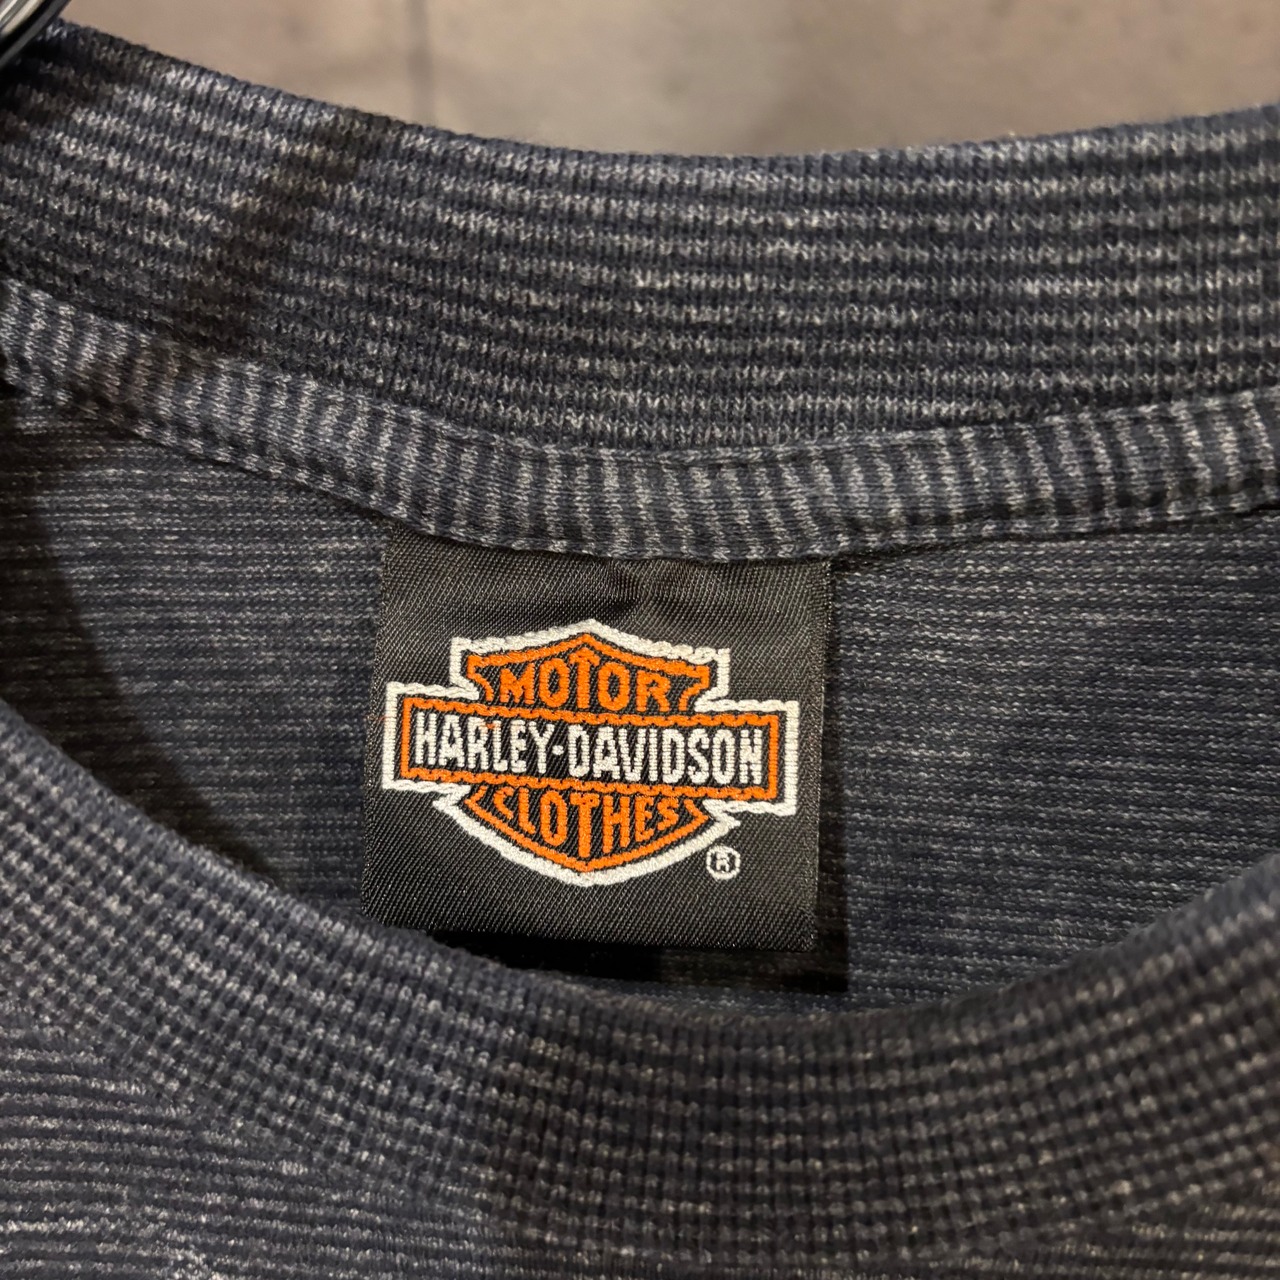 MOTOR
HARLEY-DAVIDSON
CLOTHES
®